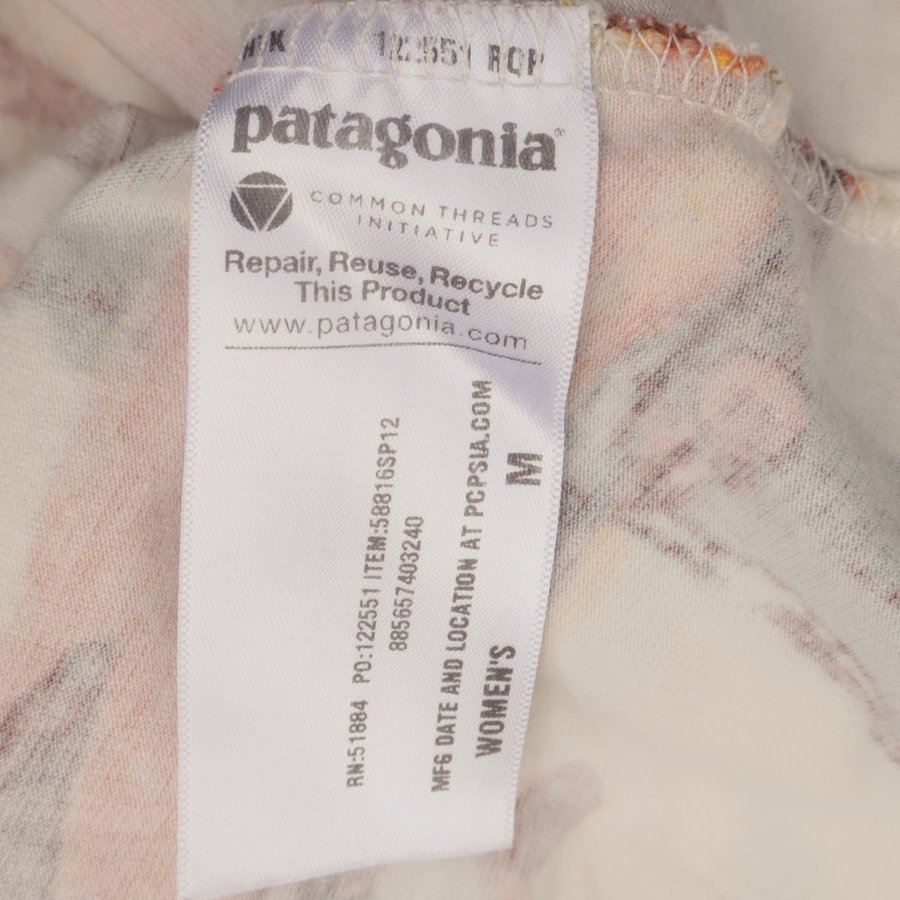 patagonia®
COMMON THREADS
INITIATIVE
Repair, Reuse, Recycle
This Product
www.patagonia.com
RN:51884 PO:122551 ITEM:58816SP12
885657403240
MFG DATE AND LOCATION AT PCPSIA.COM
WOMEN'S M